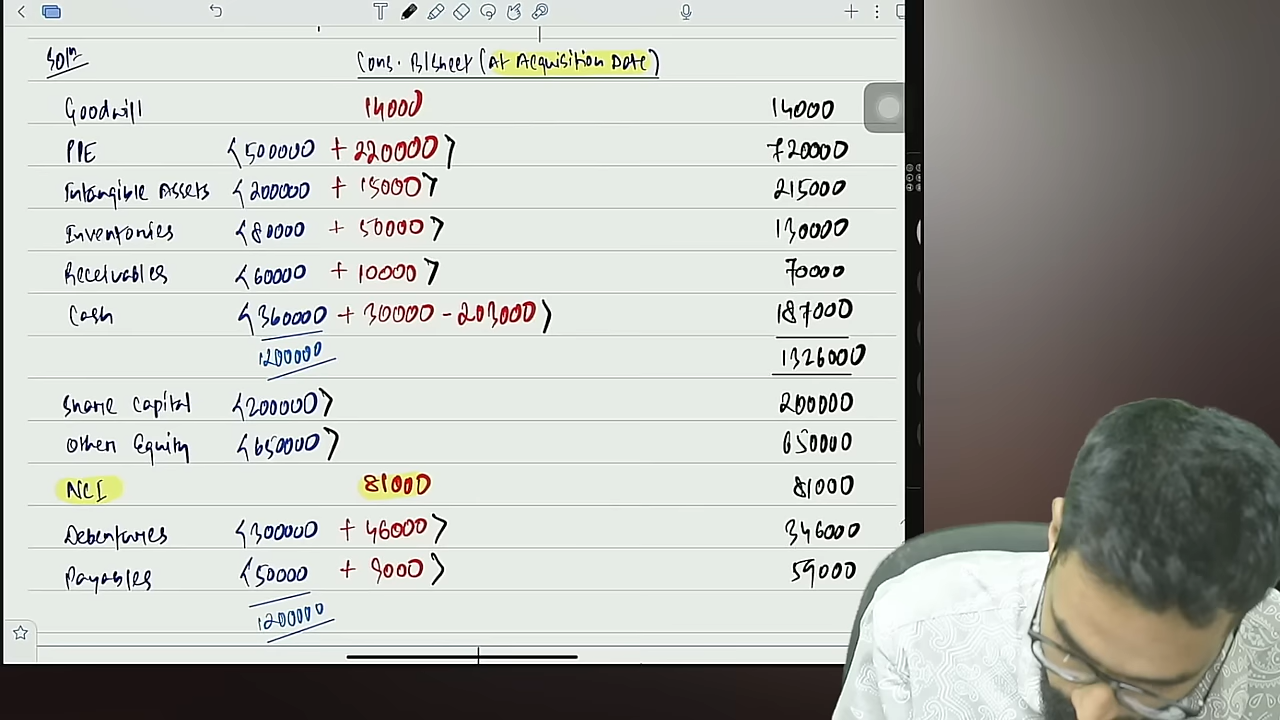 Solⁿ Cons. B/Sheet (At Acquisition Date)
Goodwill 14000 14000
PPE <500000 + 220000> 720000
Intangible Assets <200000 + 15000> 215000
Inventories <80000 + 50000> 130000
Receivables <60000 + 10000> 70000
Cash <360000 + 30000 - 203000> 187000
1200000 1326000
Share Capital <200000> 200000
Other Equity <650000> 650000
NCI 81000 81000
Debentures <300000 + 46000> 346000
Payables <50000 + 9000> 59000
1200000